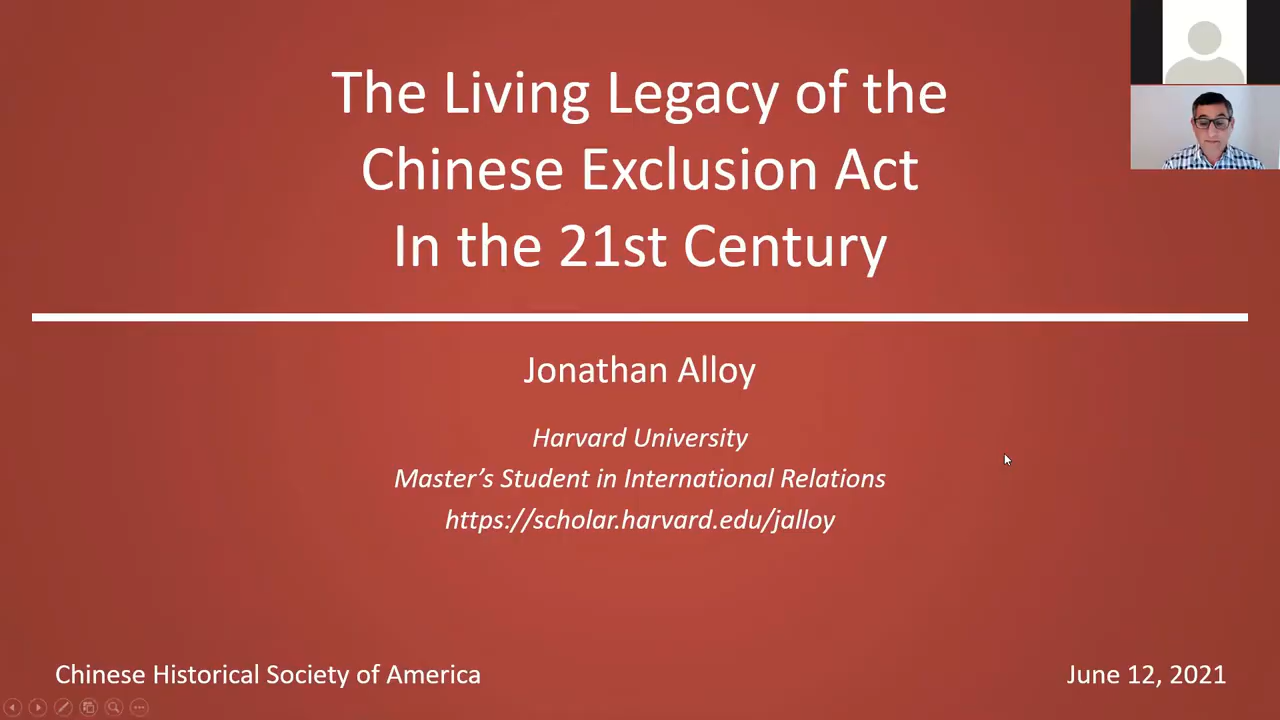 The Living Legacy of the
Chinese Exclusion Act
In the 21st Century
Jonathan Alloy
Harvard University
Master’s Student in International Relations
https://scholar.harvard.edu/jalloy
Chinese Historical Society of America
June 12, 2021